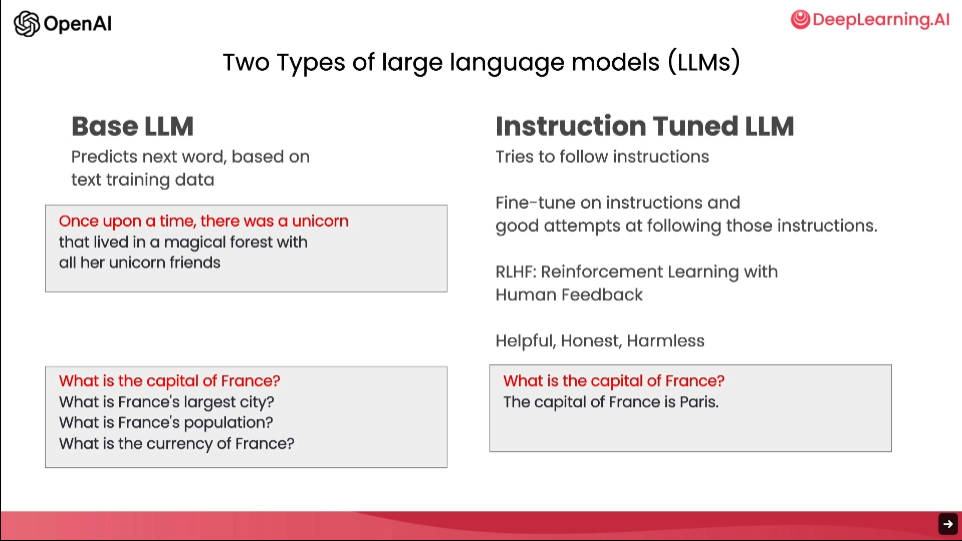 OpenAI
DeepLearning.AI
Two Types of large language models (LLMs)
Base LLM
Predicts next word, based on
text training data
Once upon a time, there was a unicorn
that lived in a magical forest with
all her unicorn friends
What is the capital of France?
What is France's largest city?
What is France's population?
What is the currency of France?
Instruction Tuned LLM
Tries to follow instructions
Fine-tune on instructions and
good attempts at following those instructions.
RLHF: Reinforcement Learning with
Human Feedback
Helpful, Honest, Harmless
What is the capital of France?
The capital of France is Paris.